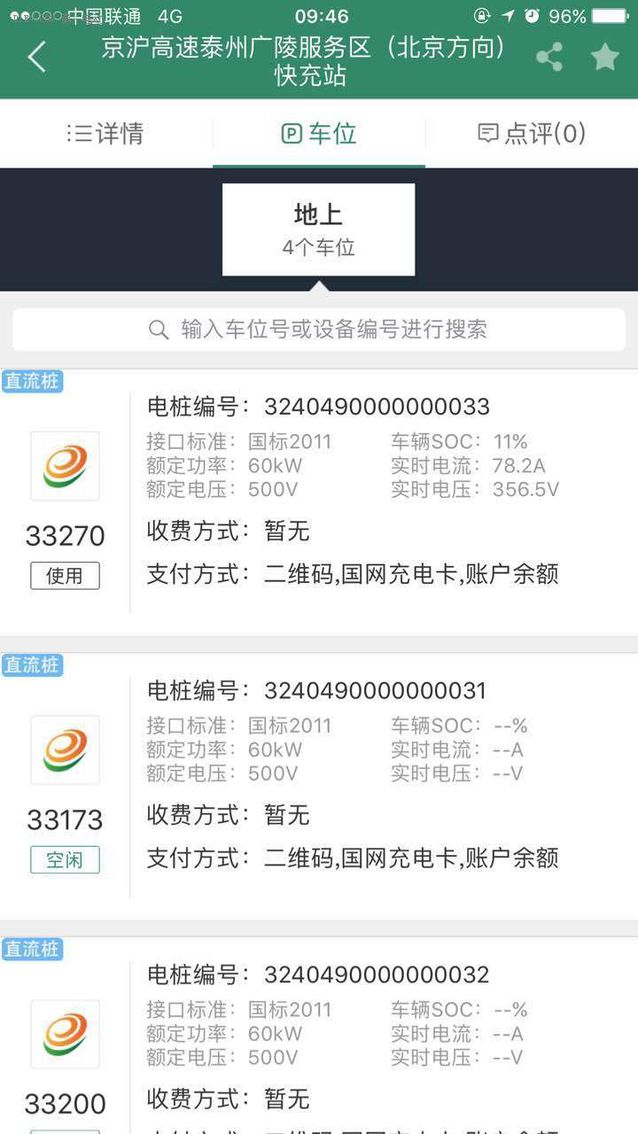 中国联通 4G 09:46 96%
京沪高速泰州广陵服务区（北京方向）
快充站
详情 车位 点评(0)
地上
4个车位
输入车位号或设备编号进行搜索
直流桩
电桩编号：3240490000000033
接口标准：国标2011 车辆SOC：11%
额定功率：60kW 实时电流：78.2A
额定电压：500V 实时电压：356.5V
33270
收费方式：暂无
使用
支付方式：二维码,国网充电卡,账户余额
直流桩
电桩编号：3240490000000031
接口标准：国标2011 车辆SOC：--%
额定功率：60kW 实时电流：--A
额定电压：500V 实时电压：--V
33173
收费方式：暂无
空闲
支付方式：二维码,国网充电卡,账户余额
直流桩
电桩编号：3240490000000032
接口标准：国标2011 车辆SOC：--%
额定功率：60kW 实时电流：--A
额定电压：500V 实时电压：--V
33200
收费方式：暂无